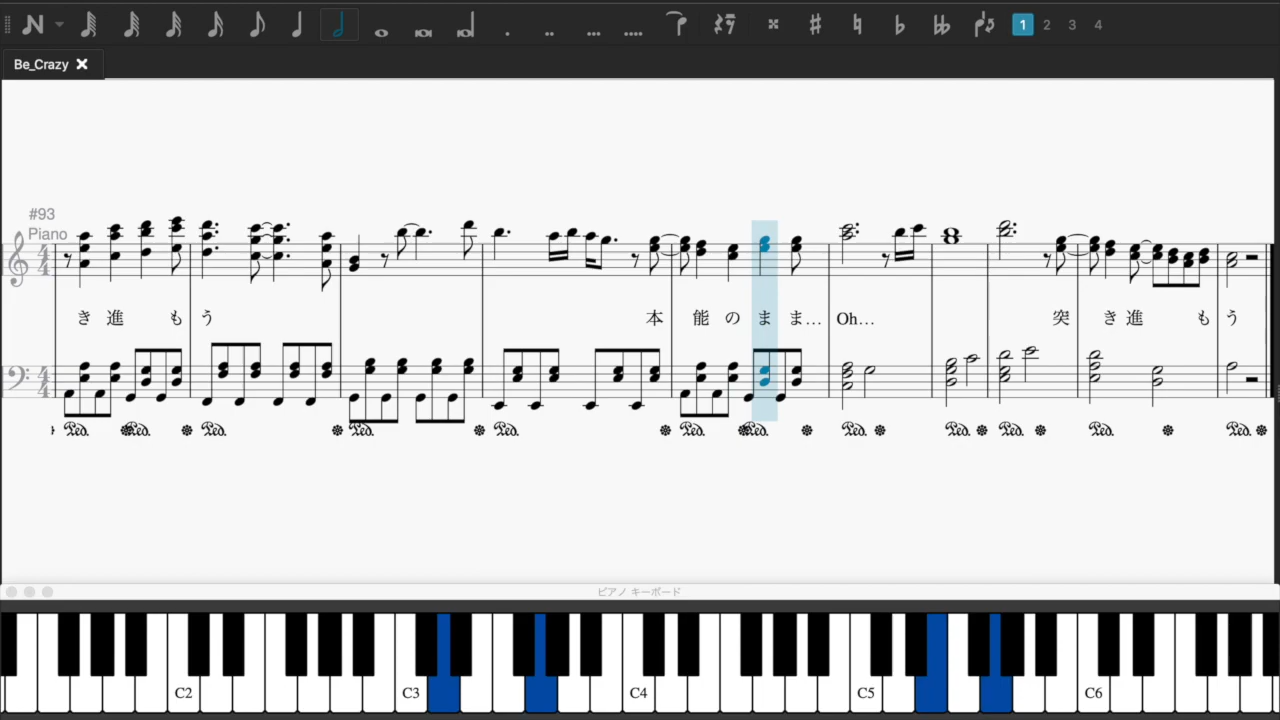 1 2 3 4
Be_Crazy
#93
Piano
き 進 も う 本 能 の ま ま… Oh… 突 き 進 も う
ピアノ キーボード
C2 C3 C4 C5 C6